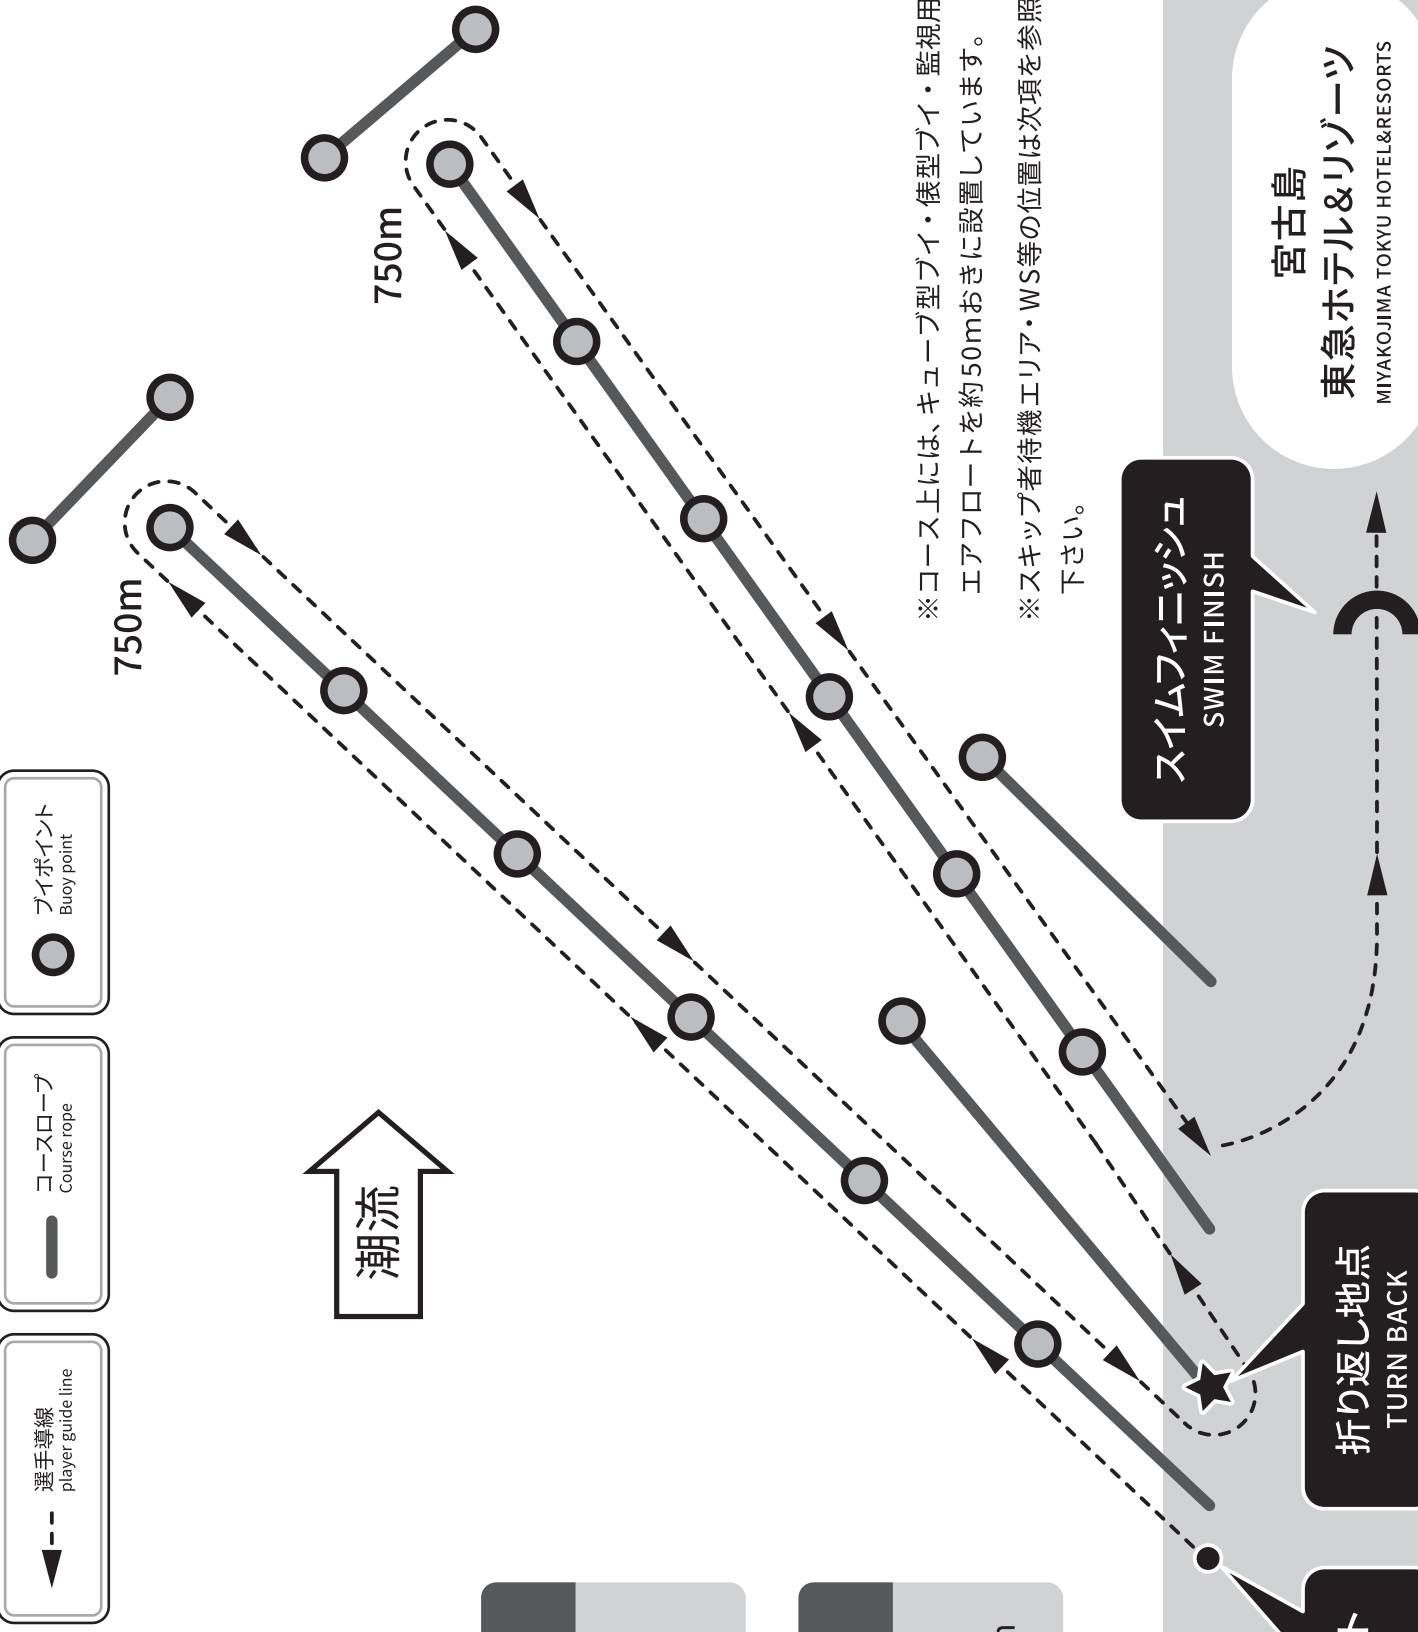 750m
750m
※コース上には、キューブ型ブイ・俵型ブイ・監視用
エアフロートを約50mおきに設置しています。
※スキップ者待機エリア・WS等の位置は次項を参照
下さい。
宮古島
東急ホテル&リゾーツ
MIYAKOJIMA TOKYU HOTEL&RESORTS
スイムフィニッシュ
SWIM FINISH
潮流
選手導線
player guide line
コースロープ
Course rope
ブイポイント
Buoy point
折り返し地点
TURN BACK
ト